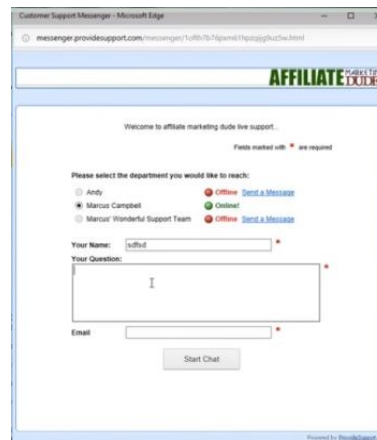 Customer Support Messenger - Microsoft Edge
AFFILIATE MARKETING DUDE
Welcome to affiliate marketing dude live support...
Fields marked with * are required
Please select the department you would like to reach:
Andy Offline Send a Message
Marcus Campbell Online!
Marcus' Wonderful Support Team Offline Send a Message
Your Name: sdfsd *
Your Question: *
Email *
Start Chat
Powered by ProvideSupport